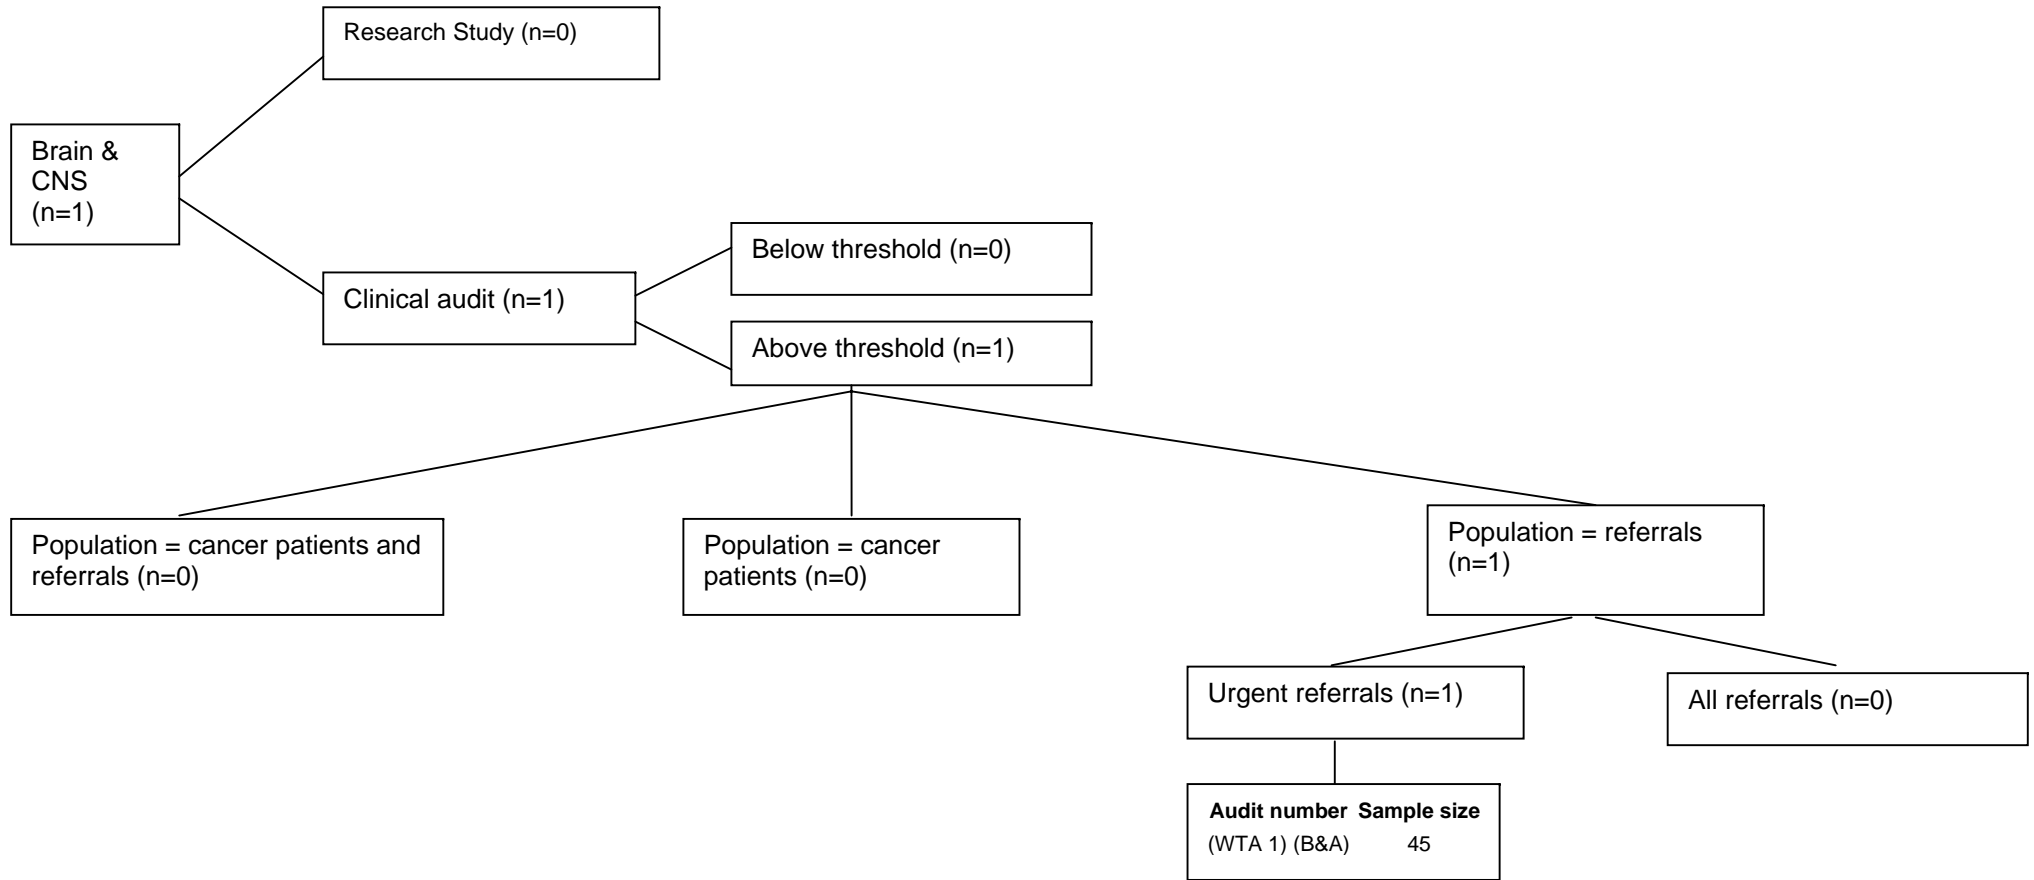 Research Study (n=0)
Brain &
CNS
(n=1)
Below threshold (n=0)
Clinical audit (n=1)
Above threshold (n=1)
Population = cancer patients and
referrals (n=0)
Population = cancer
patients (n=0)
Population = referrals
(n=1)
Urgent referrals (n=1)
All referrals (n=0)
Audit number Sample size
(WTA 1) (B&A) 45